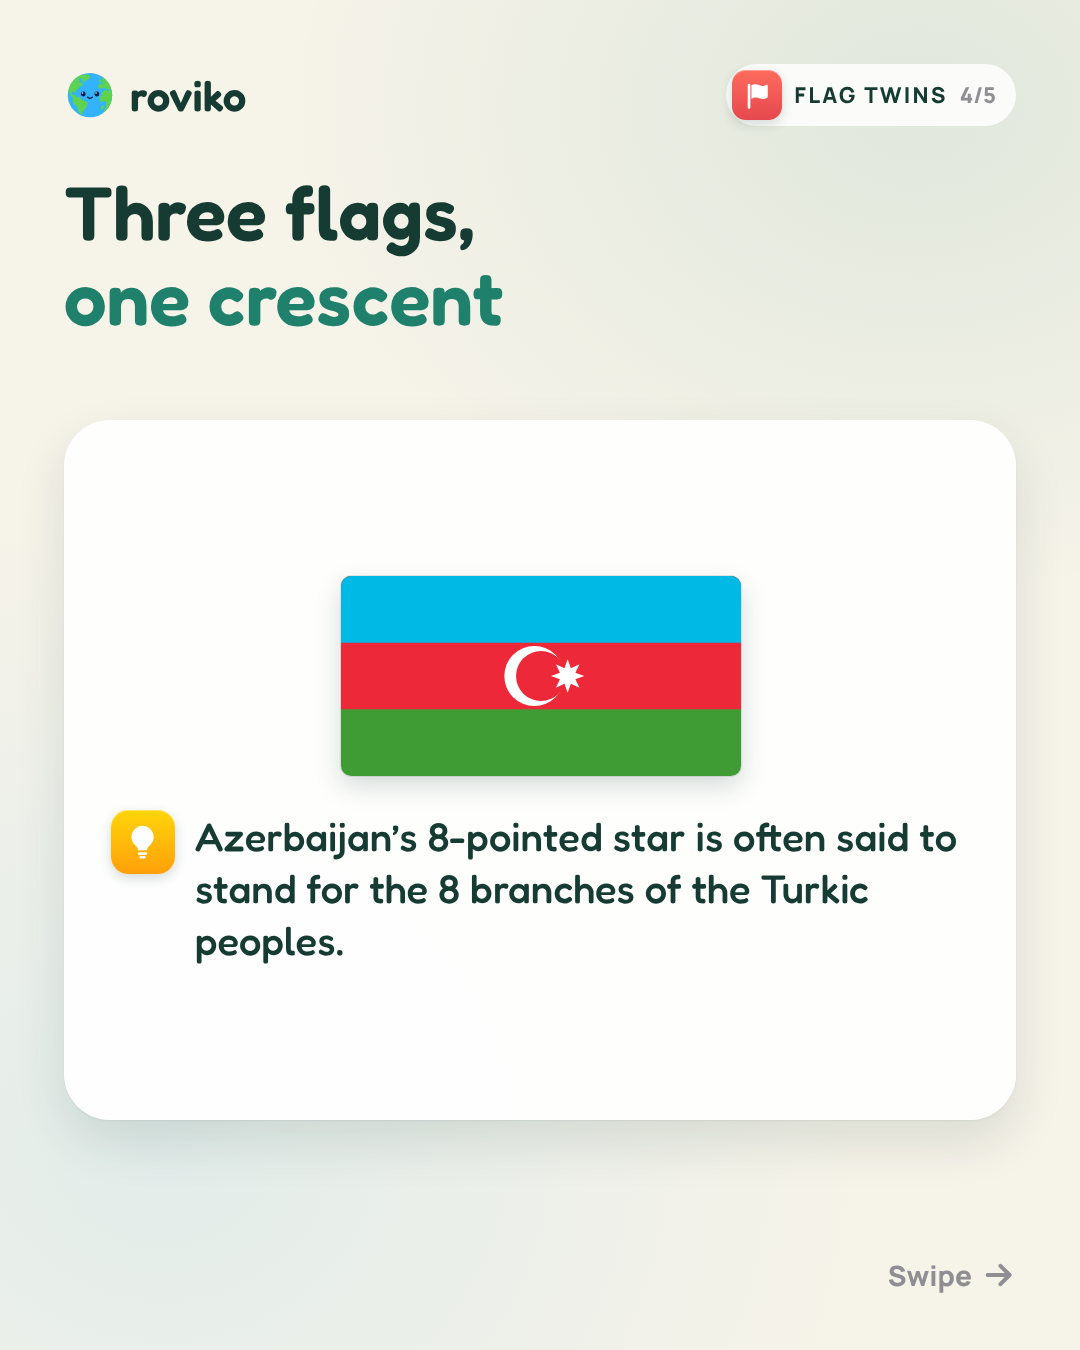 roviko
FLAG TWINS 4/5
Three flags,
one crescent
Azerbaijan’s 8-pointed star is often said to
stand for the 8 branches of the Turkic
peoples.
Swipe →